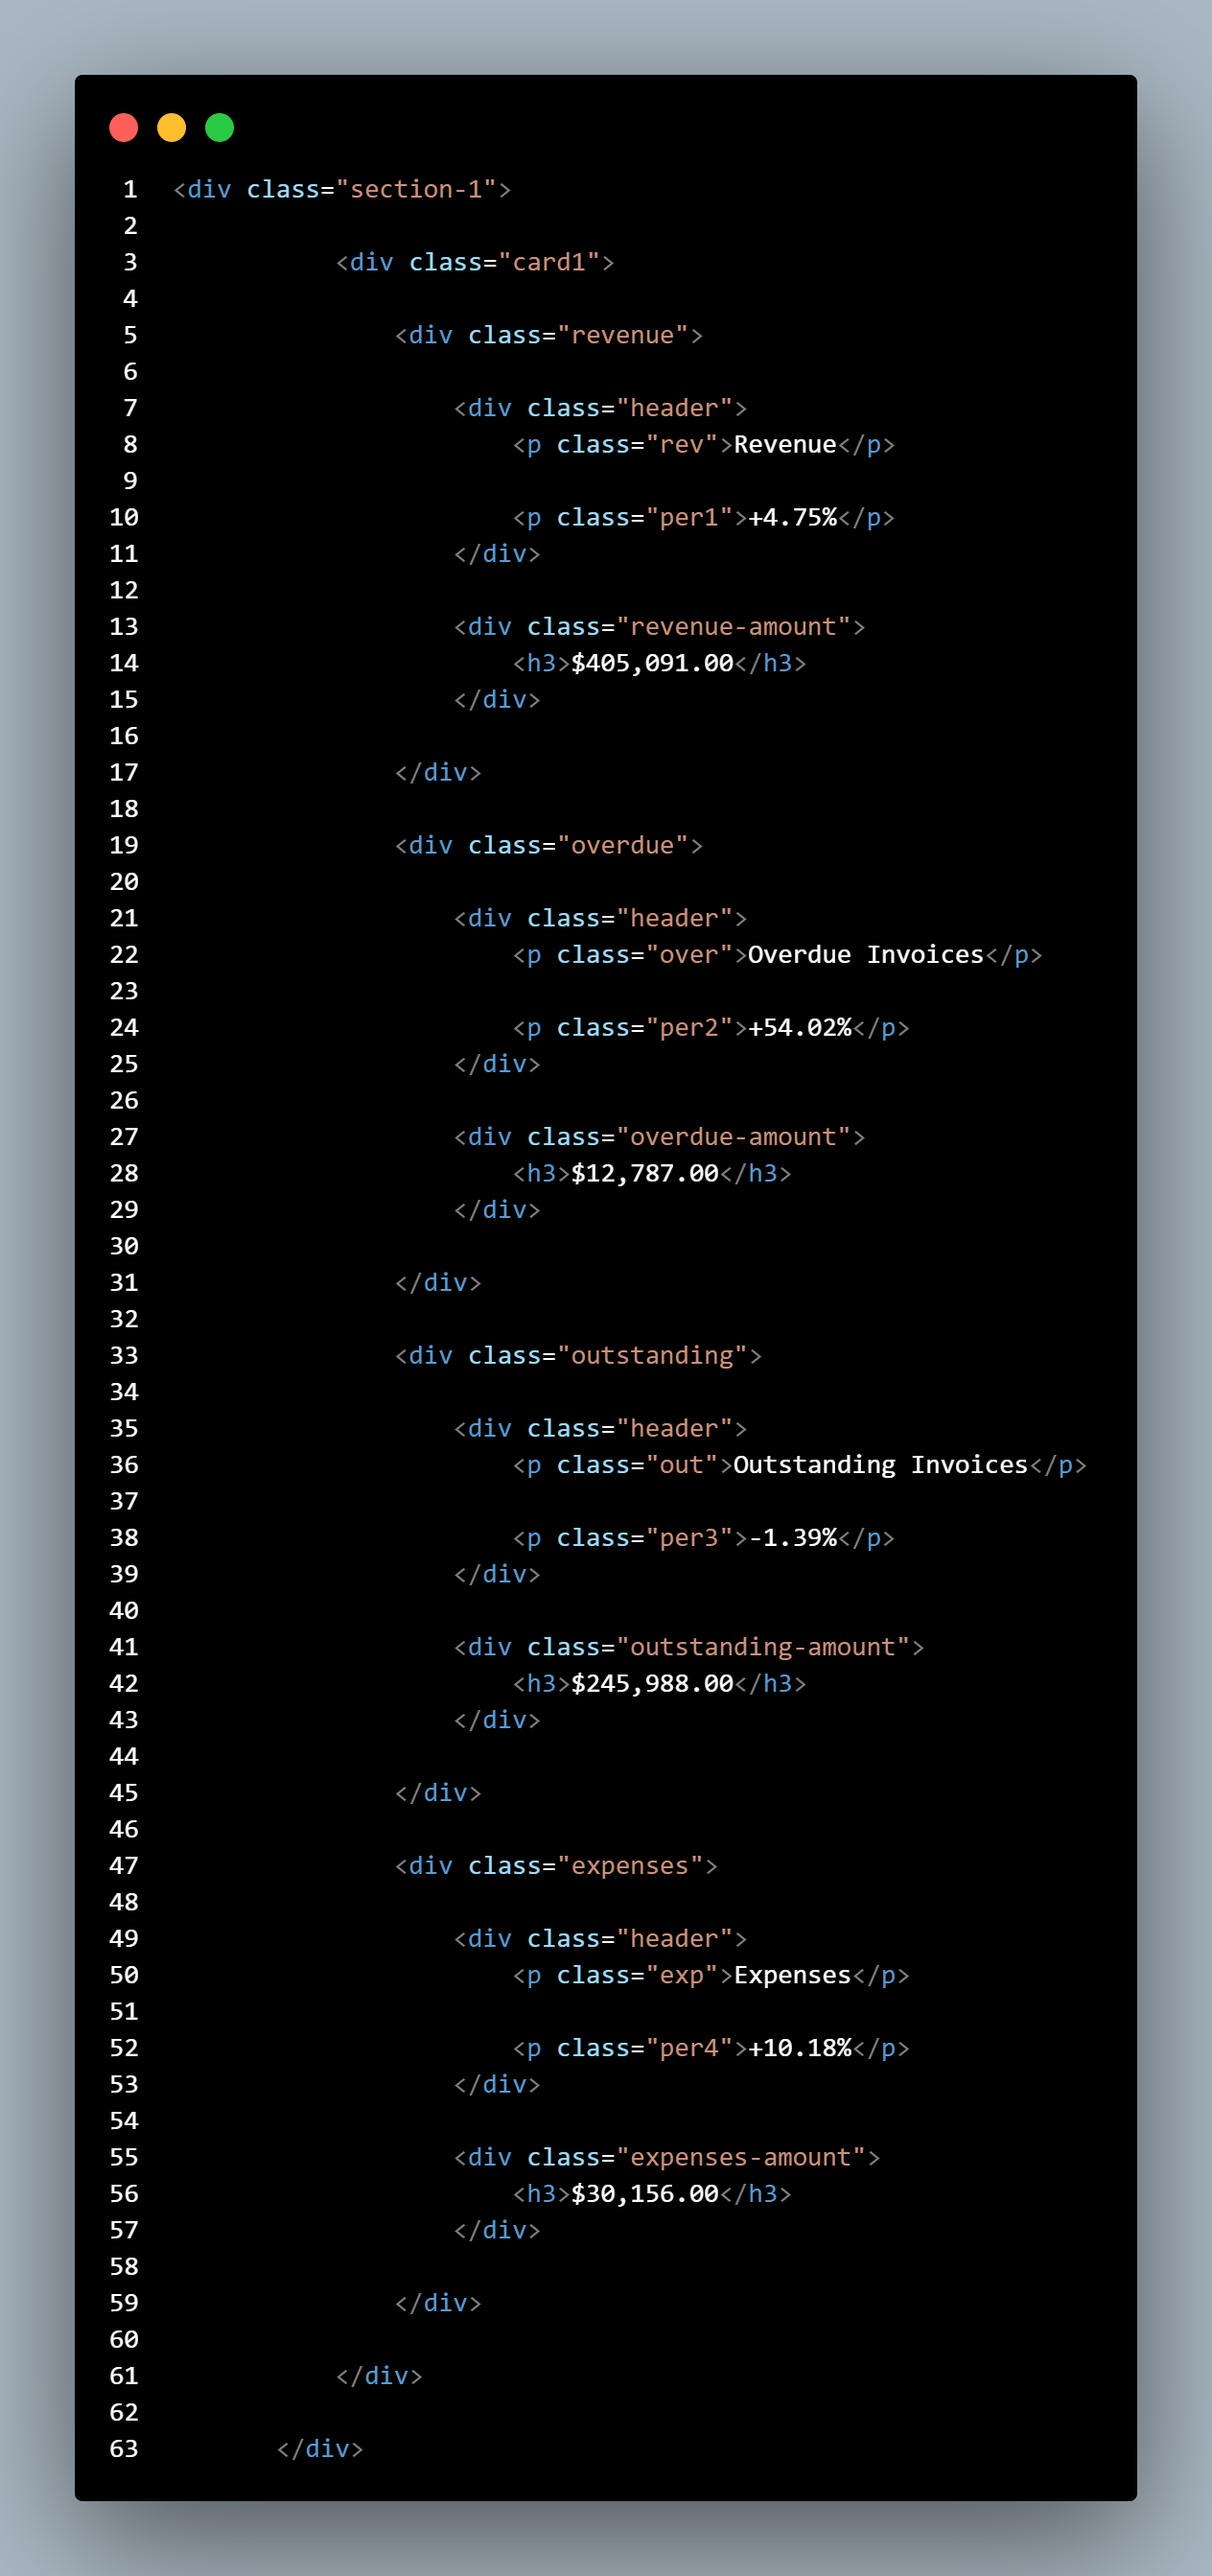 1 <div class="section-1">
2
3 <div class="card1">
4
5 <div class="revenue">
6
7 <div class="header">
8 <p class="rev">Revenue</p>
9
10 <p class="per1">+4.75%</p>
11 </div>
12
13 <div class="revenue-amount">
14 <h3>$405,091.00</h3>
15 </div>
16
17 </div>
18
19 <div class="overdue">
20
21 <div class="header">
22 <p class="over">Overdue Invoices</p>
23
24 <p class="per2">+54.02%</p>
25 </div>
26
27 <div class="overdue-amount">
28 <h3>$12,787.00</h3>
29 </div>
30
31 </div>
32
33 <div class="outstanding">
34
35 <div class="header">
36 <p class="out">Outstanding Invoices</p>
37
38 <p class="per3">-1.39%</p>
39 </div>
40
41 <div class="outstanding-amount">
42 <h3>$245,988.00</h3>
43 </div>
44
45 </div>
46
47 <div class="expenses">
48
49 <div class="header">
50 <p class="exp">Expenses</p>
51
52 <p class="per4">+10.18%</p>
53 </div>
54
55 <div class="expenses-amount">
56 <h3>$30,156.00</h3>
57 </div>
58
59 </div>
60
61 </div>
62
63 </div>